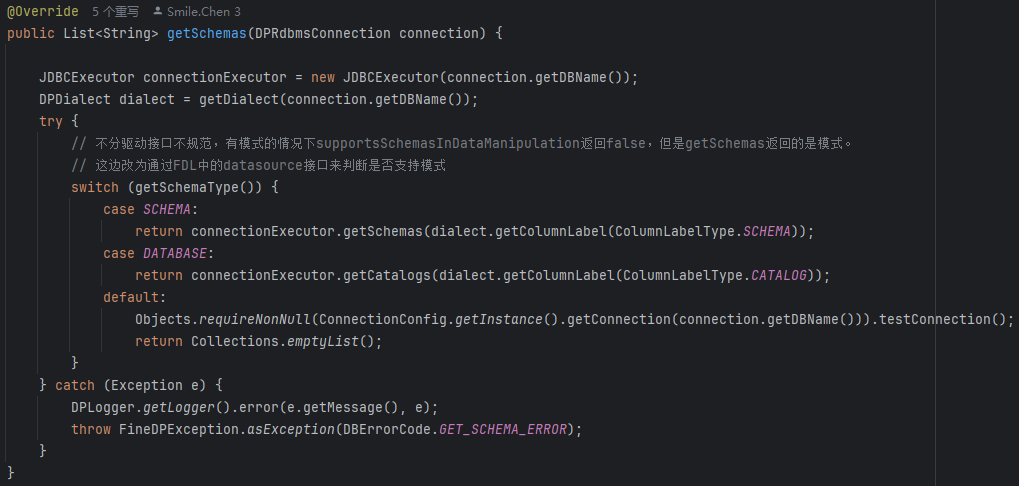 @Override 5 个重写 Smile.Chen 3
public List<String> getSchemas(DPRdbmsConnection connection) {
JDBCExecutor connectionExecutor = new JDBCExecutor(connection.getDBName());
DPDialect dialect = getDialect(connection.getDBName());
try {
// 不分驱动接口不规范，有模式的情况下supportsSchemasInDataManipulation返回false，但是getSchemas返回的是模式。
// 这边改为通过FDL中的datasource接口来判断是否支持模式
switch (getSchemaType()) {
case SCHEMA:
return connectionExecutor.getSchemas(dialect.getColumnLabel(ColumnLabelType.SCHEMA));
case DATABASE:
return connectionExecutor.getCatalogs(dialect.getColumnLabel(ColumnLabelType.CATALOG));
default:
Objects.requireNonNull(ConnectionConfig.getInstance().getConnection(connection.getDBName())).testConnection();
return Collections.emptyList();
}
} catch (Exception e) {
DPLogger.getLogger().error(e.getMessage(), e);
throw FineDPException.asException(DBErrorCode.GET_SCHEMA_ERROR);
}
}